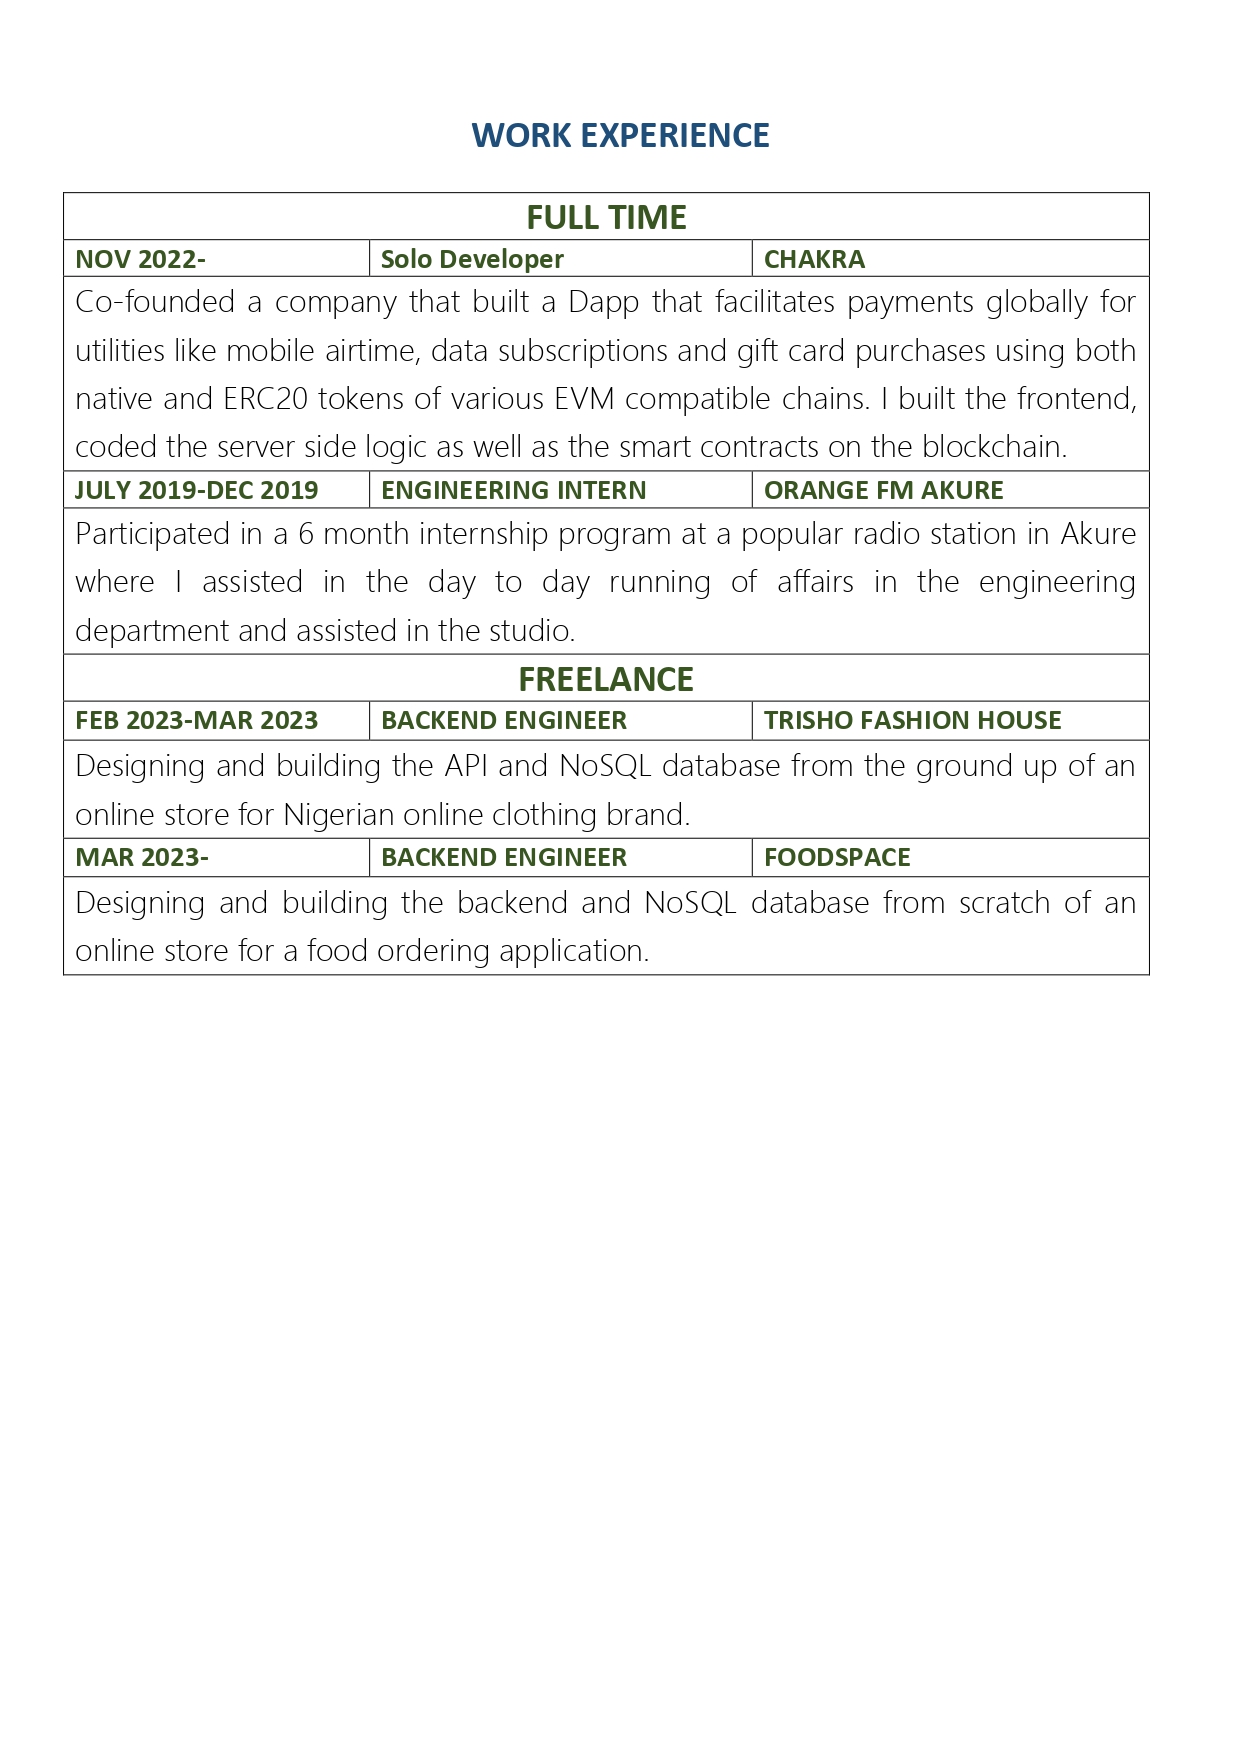 WORK EXPERIENCE
FULL TIME
NOV 2022- Solo Developer CHAKRA
Co-founded a company that built a Dapp that facilitates payments globally for
utilities like mobile airtime, data subscriptions and gift card purchases using both
native and ERC20 tokens of various EVM compatible chains. I built the frontend,
coded the server side logic as well as the smart contracts on the blockchain.
JULY 2019-DEC 2019 ENGINEERING INTERN ORANGE FM AKURE
Participated in a 6 month internship program at a popular radio station in Akure
where I assisted in the day to day running of affairs in the engineering
department and assisted in the studio.
FREELANCE
FEB 2023-MAR 2023 BACKEND ENGINEER TRISHO FASHION HOUSE
Designing and building the API and NoSQL database from the ground up of an
online store for Nigerian online clothing brand.
MAR 2023- BACKEND ENGINEER FOODSPACE
Designing and building the backend and NoSQL database from scratch of an
online store for a food ordering application.